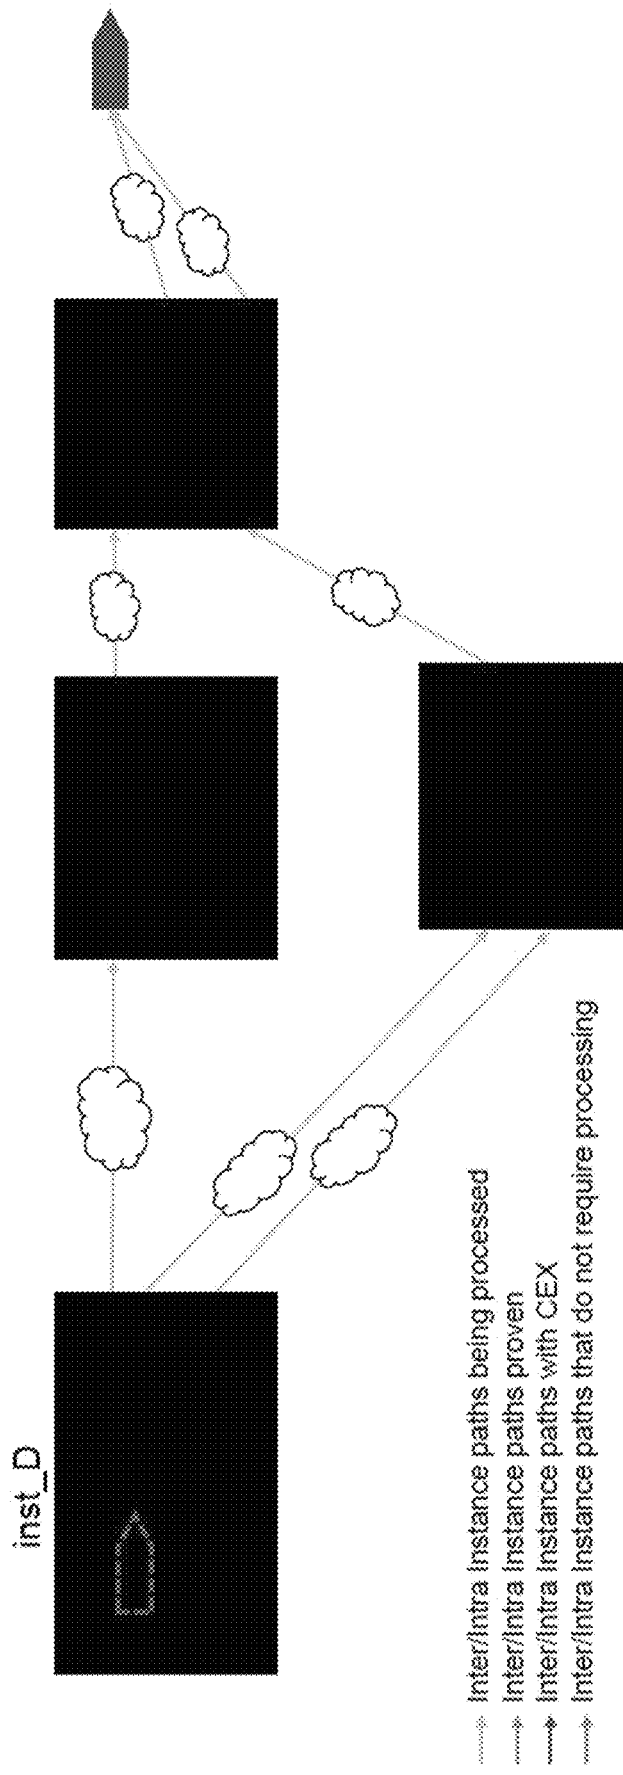 inst_D
Inter/Intra Instance paths being processed
Inter/Intra Instance paths proven
Inter/Intra Instance paths with CEX
Inter/Intra Instance paths that do not require processing